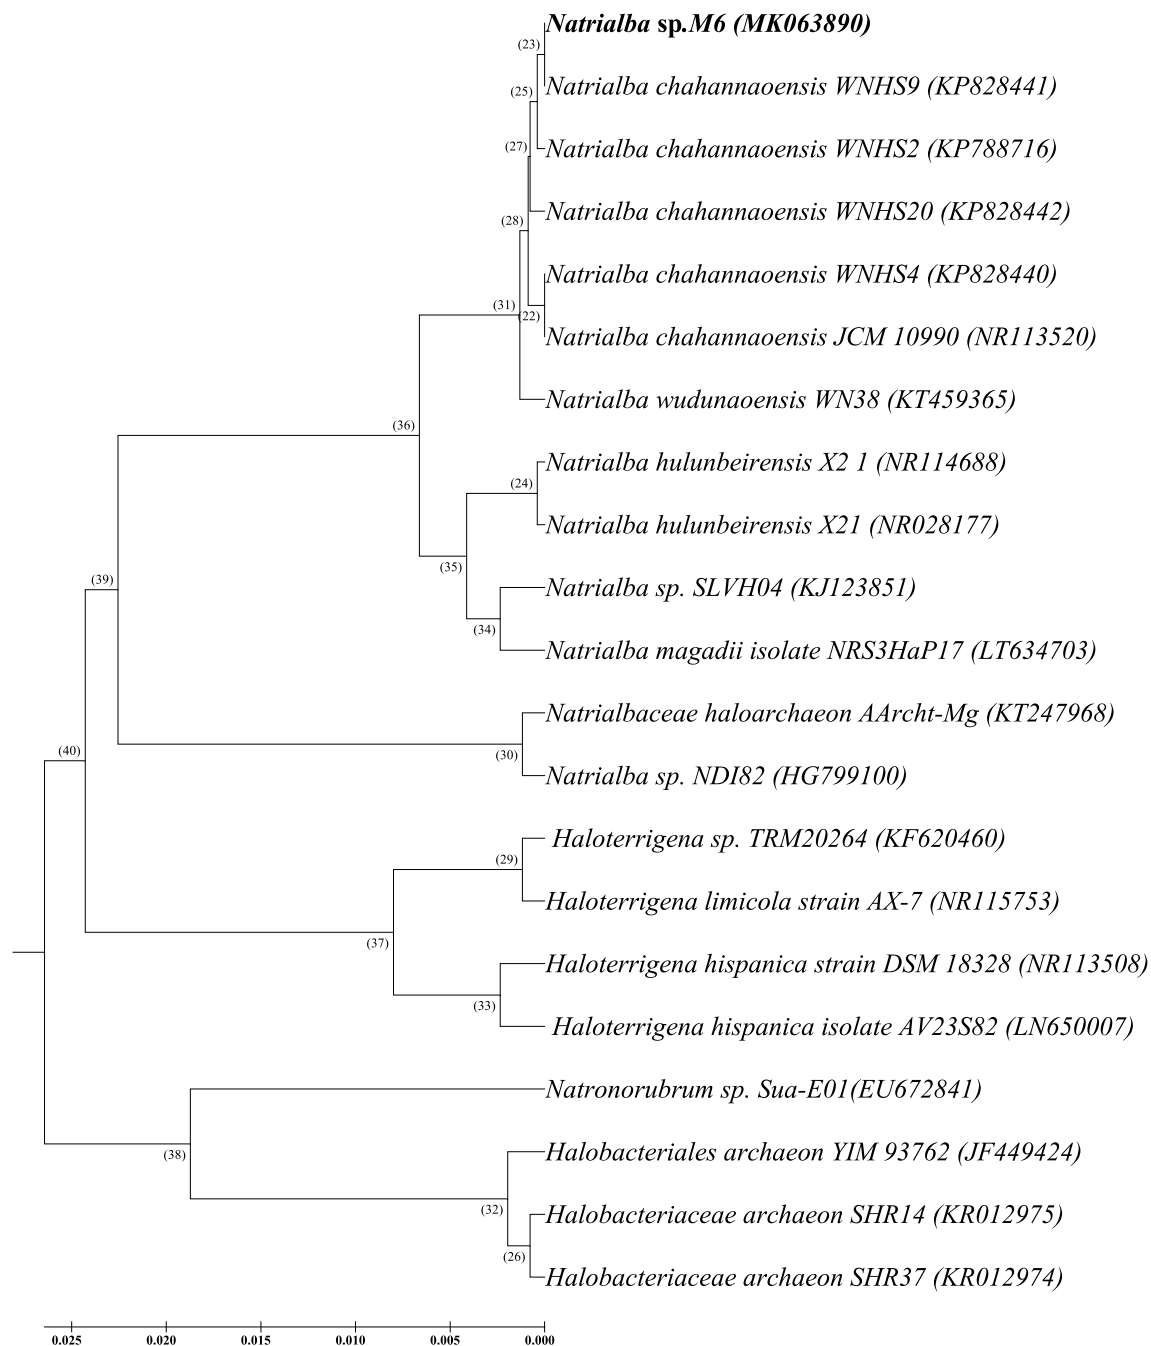 Natrialba sp.M6 (MK063890)
(23)
Natrialba chahannaoensis WNHS9 (KP828441)
(25)
(27)
Natrialba chahannaoensis WNHS2 (KP788716)
Natrialba chahannaoensis WNHS20 (KP828442)
(28)
Natrialba chahannaoensis WNHS4 (KP828440)
(31)
(22)
Natrialba chahannaoensis JCM 10990 (NR113520)
Natrialba wudunaoensis WN38 (KT459365)
(36)
Natrialba hulunbeirensis X2 1 (NR114688)
(24)
Natrialba hulunbeirensis X21 (NR028177)
(35)
(39)
Natrialba sp. SLVH04 (KJ123851)
(34)
Natrialba magadii isolate NRS3HaP17 (LT634703)
Natrialbaceae haloarchaeon AArcht-Mg (KT247968)
(40)
(30)
Natrialba sp. NDI82 (HG799100)
Haloterrigena sp. TRM20264 (KF620460)
(29)
Haloterrigena limicola strain AX-7 (NR115753)
(37)
Haloterrigena hispanica strain DSM 18328 (NR113508)
(33)
Haloterrigena hispanica isolate AV23S82 (LN650007)
Natronorubrum sp. Sua-E01(EU672841)
(38)
Halobacteriales archaeon YIM 93762 (JF449424)
(32)
Halobacteriaceae archaeon SHR14 (KR012975)
(26)
Halobacteriaceae archaeon SHR37 (KR012974)
0.025 0.020 0.015 0.010 0.005 0.000